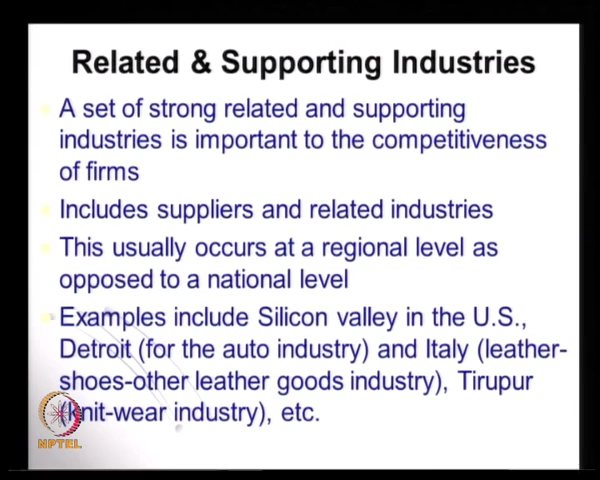 Related & Supporting Industries
A set of strong related and supporting
industries is important to the competitiveness
of firms
Includes suppliers and related industries
This usually occurs at a regional level as
opposed to a national level
Examples include Silicon valley in the U.S.,
Detroit (for the auto industry) and Italy (leather-
shoes-other leather goods industry), Tirupur
(knit-wear industry), etc.
NPTEL